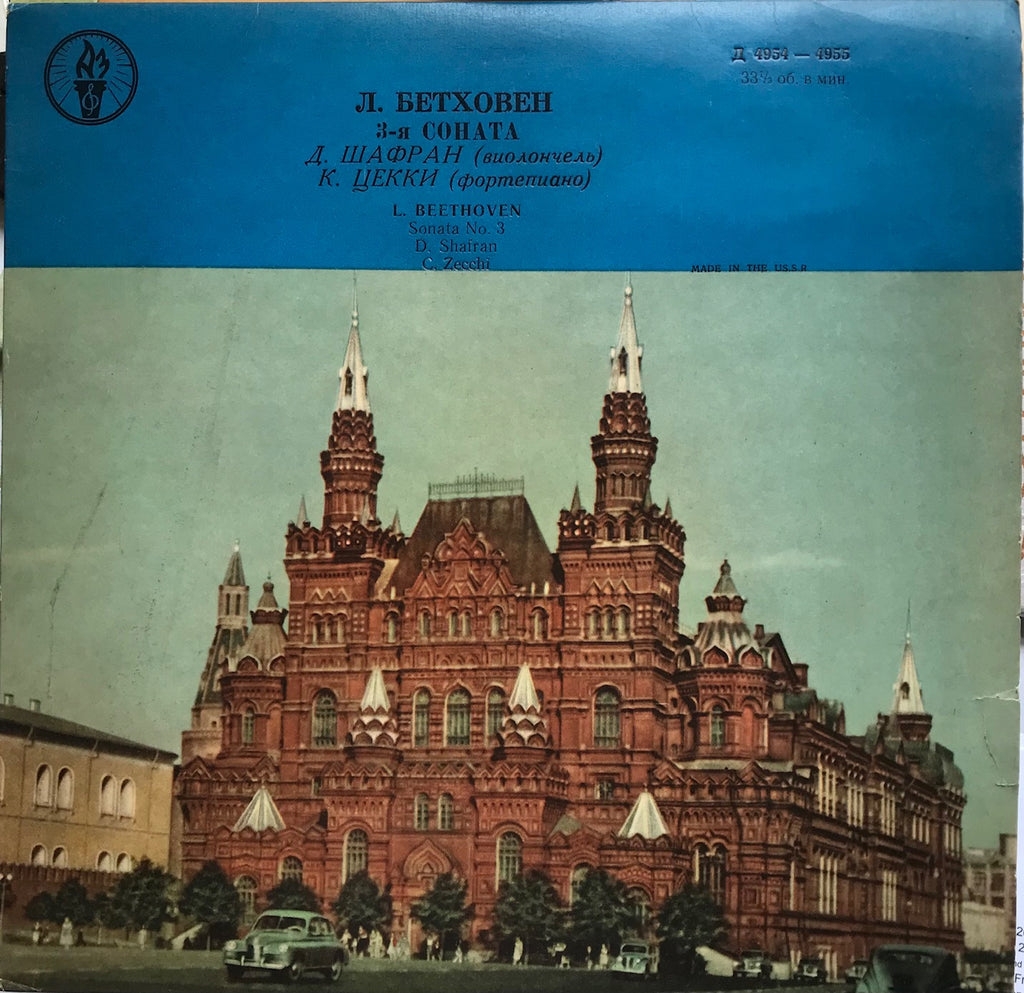 Д 4954 — 4955
33⅓ об. в мин.
Л. БЕТХОВЕН
3-я СОНАТА
Д. ШАФРАН (виолончель)
К. ЦЕККИ (фортепиано)
L. BEETHOVEN
Sonata No. 3
D. Shafran
C. Zecchi
MADE IN THE U.S.S.R